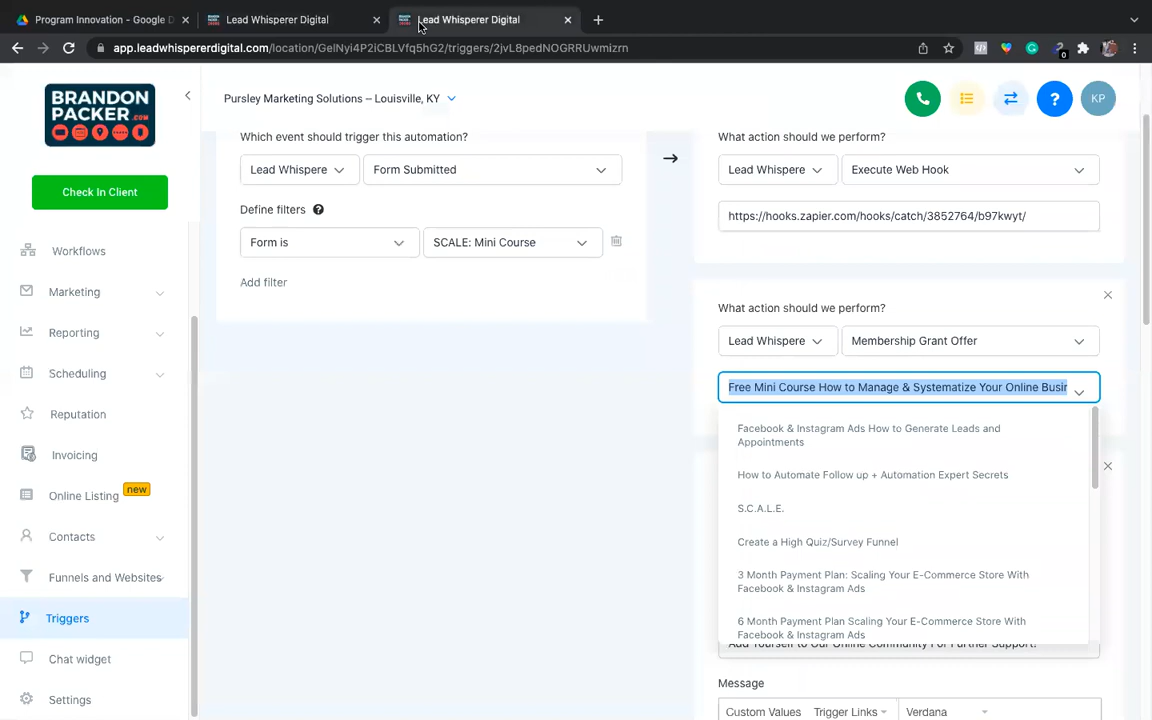 Program Innovation - Google D
Lead Whisperer Digital
Lead Whisperer Digital
app.leadwhispererdigital.com/location/GelNyi4P2iCBLVfq5hG2/triggers/2jvL8pedNOGRRUwmizrn
0
BRANDON
PACKER
.COM
Pursley Marketing Solutions – Louisville, KY
?
KP
Check In Client
Workflows
Marketing
Reporting
Scheduling
Reputation
Invoicing
Online Listing new
Contacts
Funnels and Websites
Triggers
Chat widget
Settings
Which event should trigger this automation?
Lead Whispere
Form Submitted
Define filters ?
Form is
SCALE: Mini Course
Add filter
What action should we perform?
Lead Whispere
Execute Web Hook
https://hooks.zapier.com/hooks/catch/3852764/b97kwyt/
What action should we perform?
Lead Whispere
Membership Grant Offer
Free Mini Course How to Manage & Systematize Your Online Busir
Facebook & Instagram Ads How to Generate Leads and
Appointments
How to Automate Follow up + Automation Expert Secrets
S.C.A.L.E.
Create a High Quiz/Survey Funnel
3 Month Payment Plan: Scaling Your E-Commerce Store With
Facebook & Instagram Ads
6 Month Payment Plan Scaling Your E-Commerce Store With
Facebook & Instagram Ads
Add Yourself to Our Online Community For Further Support!
Message
Custom Values
Trigger Links
Verdana